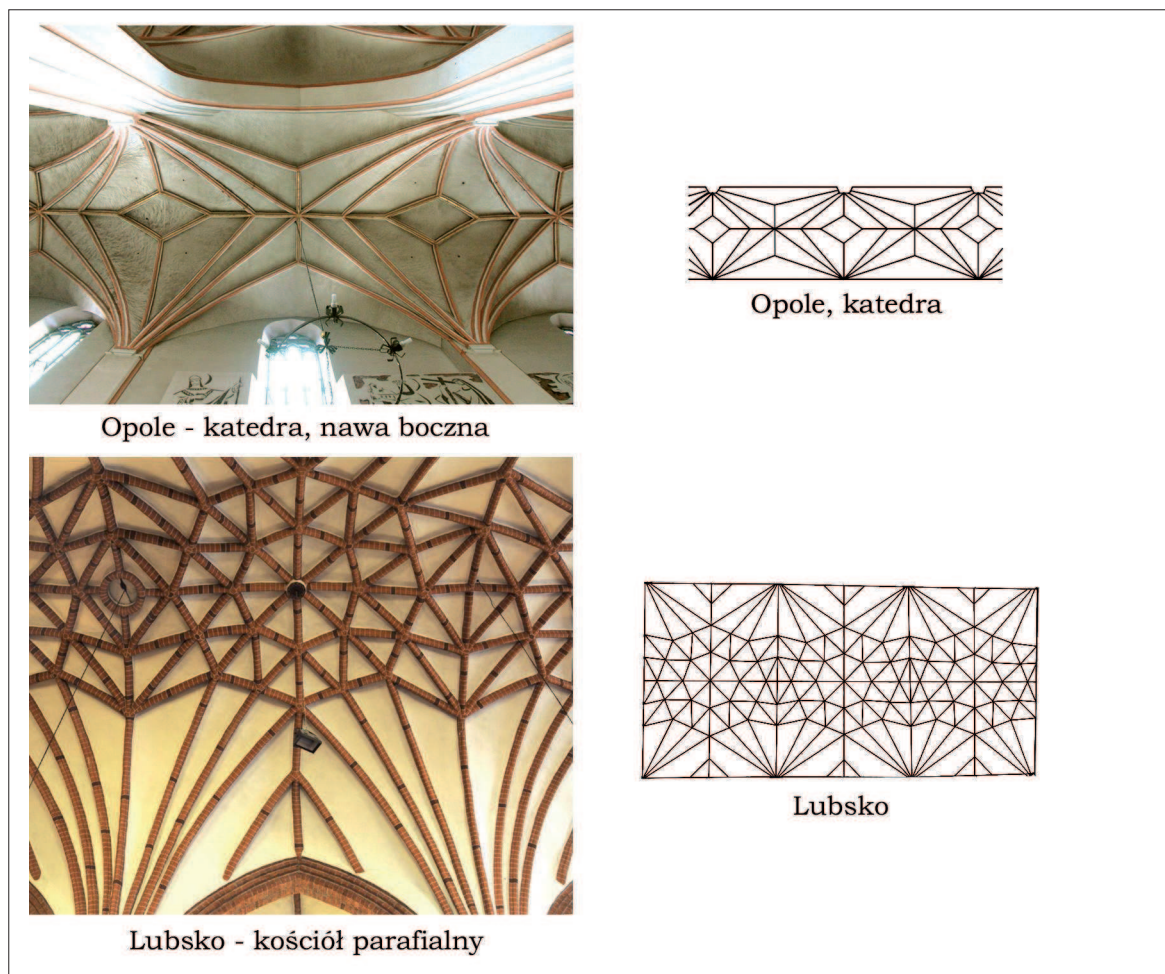 Opole, katedra
Opole - katedra, nawa boczna
Lubsko
Lubsko - kościół parafialny